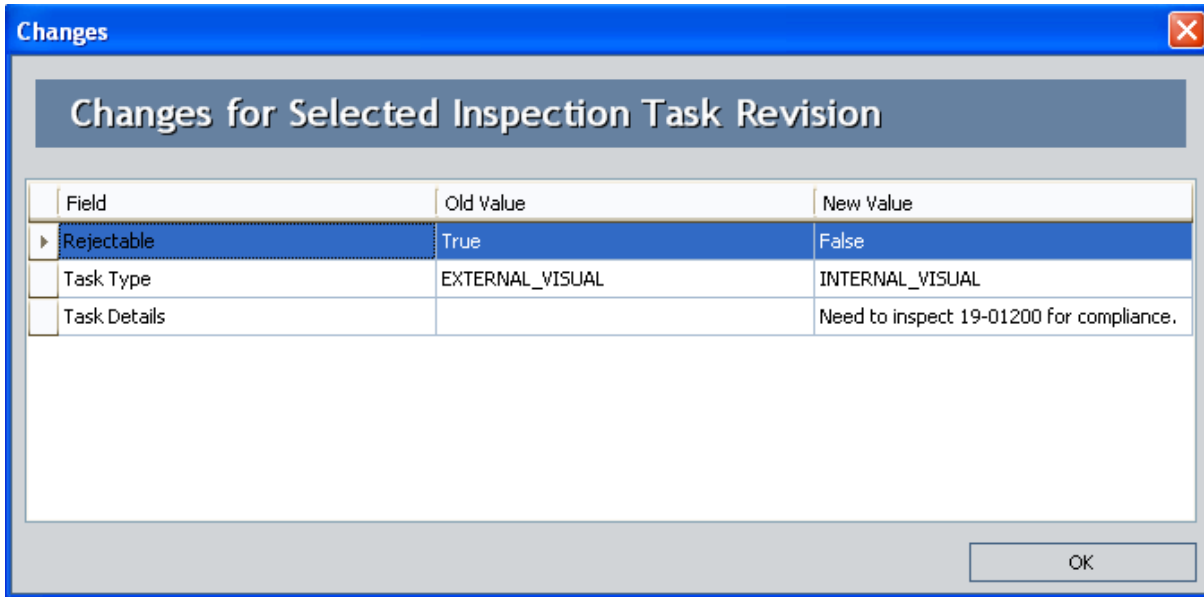 Changes
Changes for Selected Inspection Task Revision
Field Old Value New Value
Rejectable True False
Task Type EXTERNAL_VISUAL INTERNAL_VISUAL
Task Details Need to inspect 19-01200 for compliance.
OK